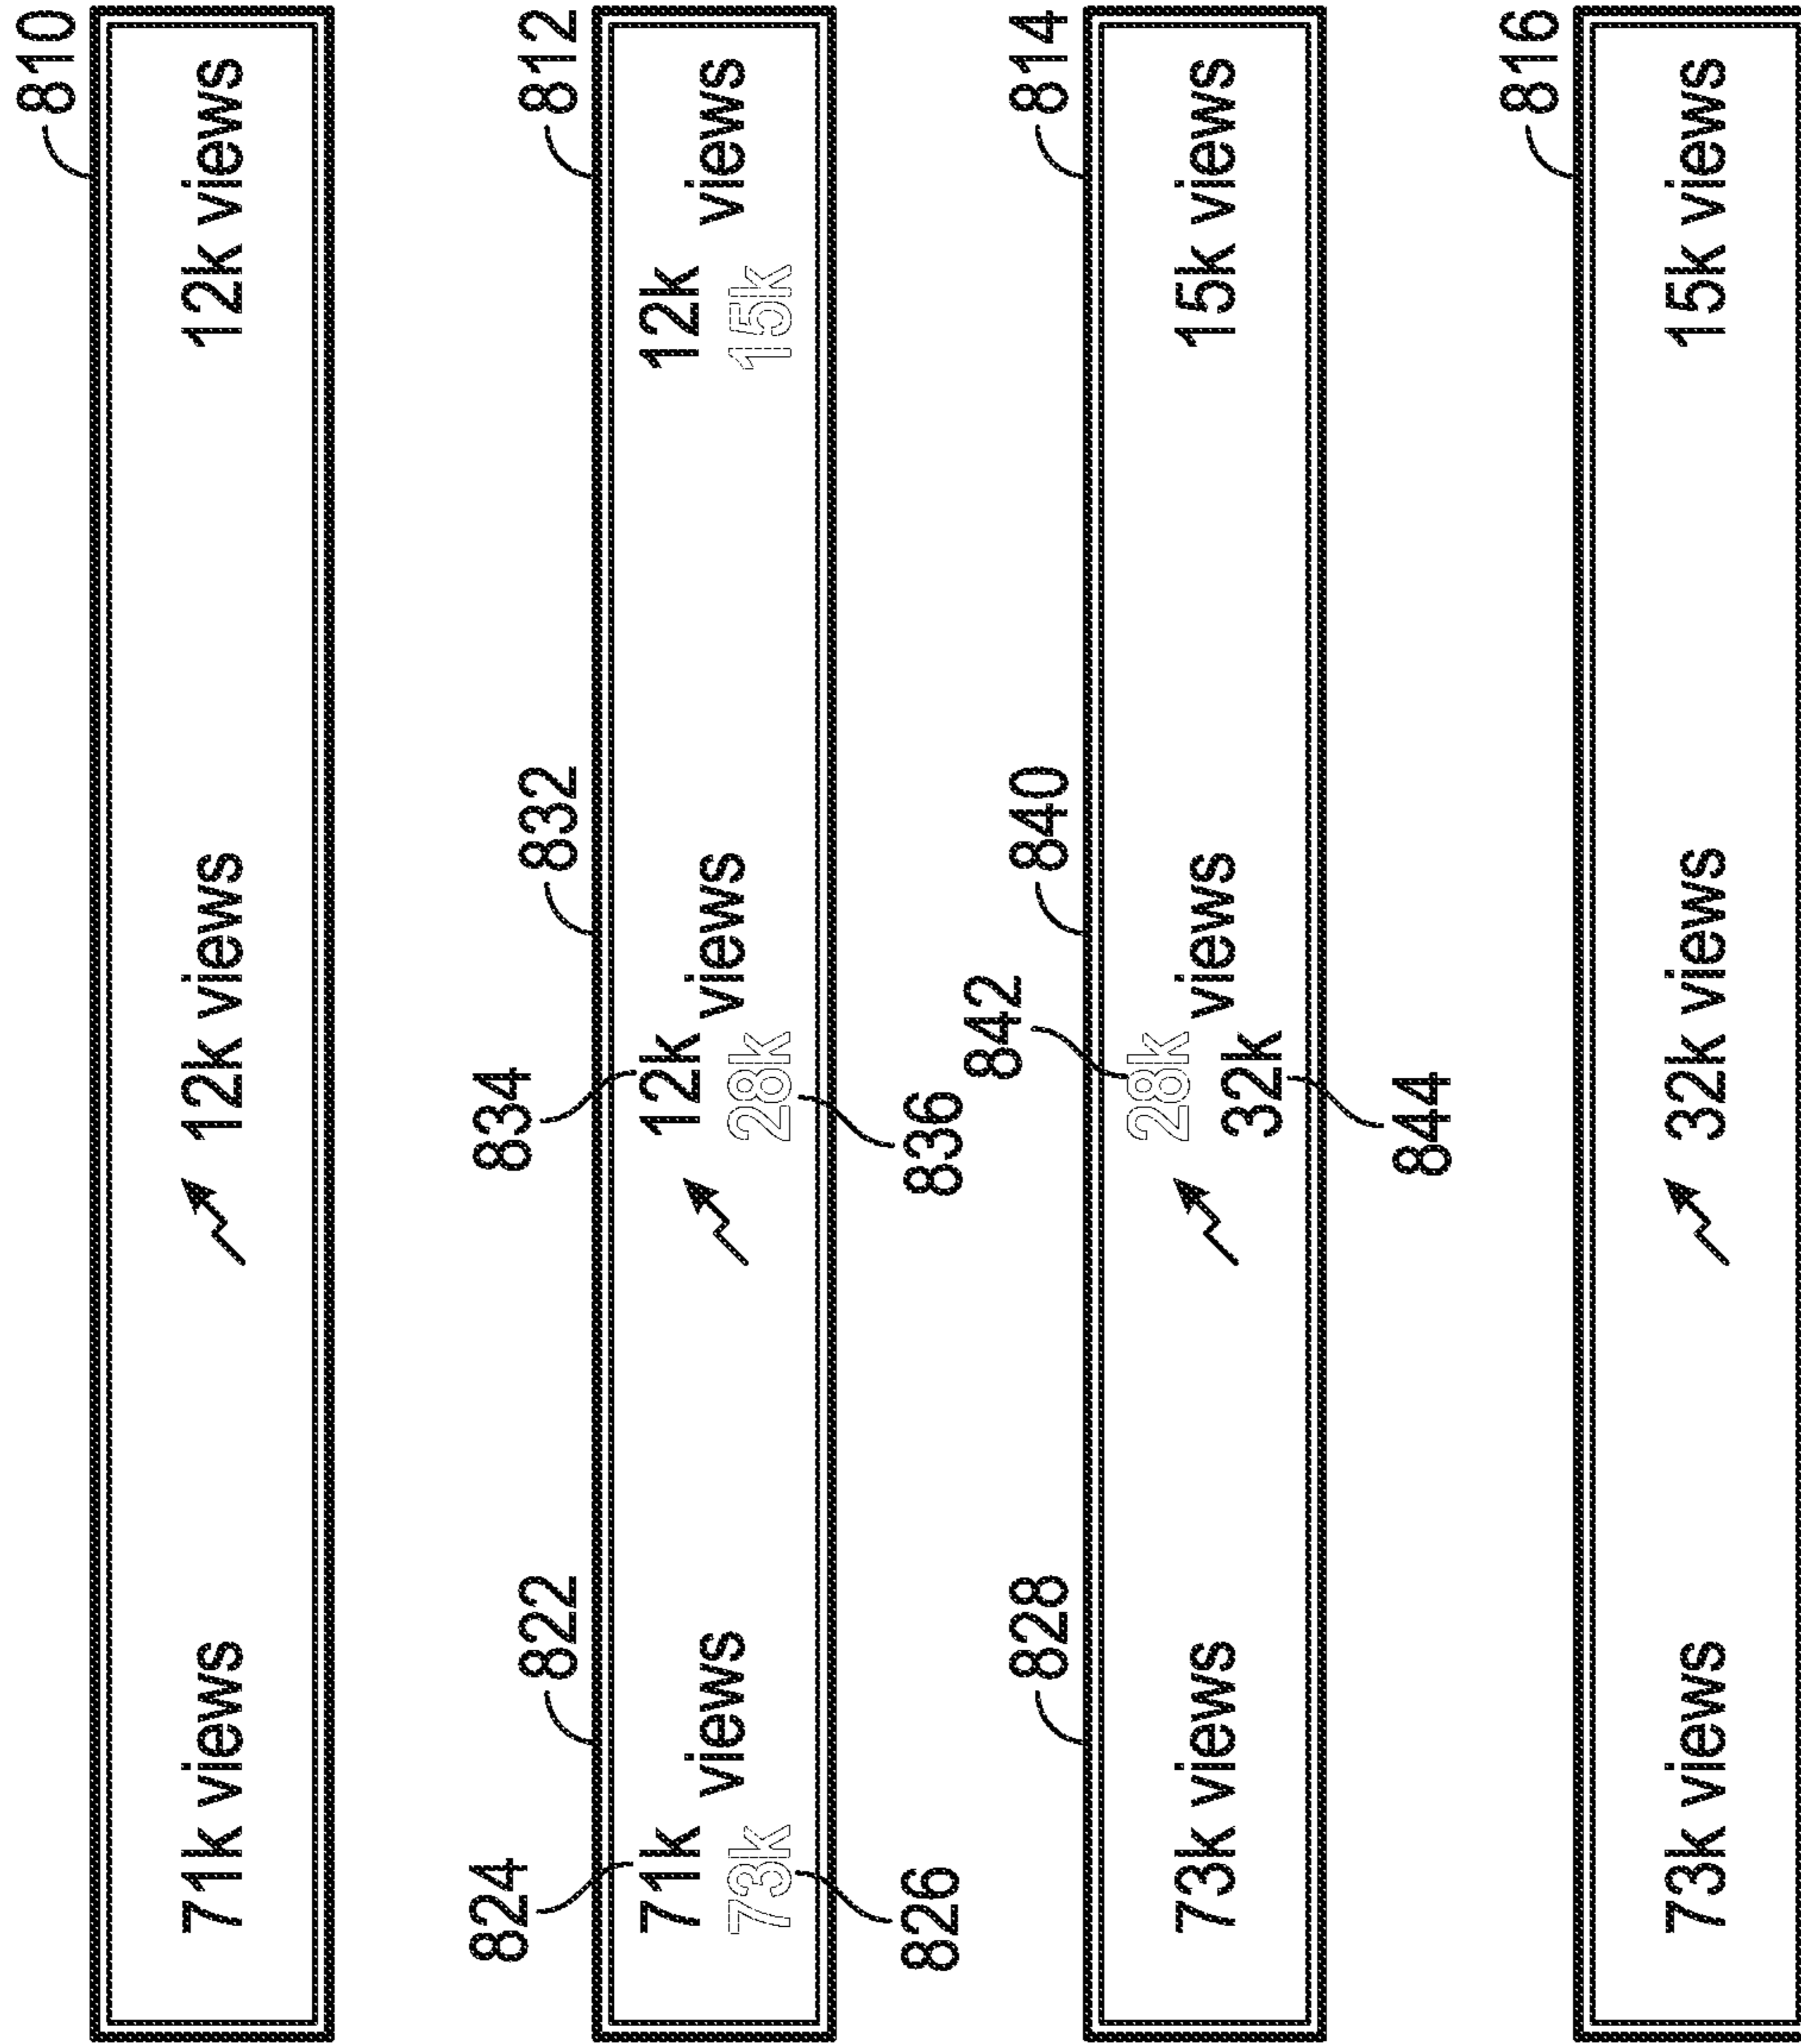 810
71k views 12k views 12k views
822 832 812
824 834
71k 12k 12k
views views views
73k 28k 15k
826 836
828 840 814
842
28k
73k views views 15k views
32k
844
816
73k views 32k views 15k views